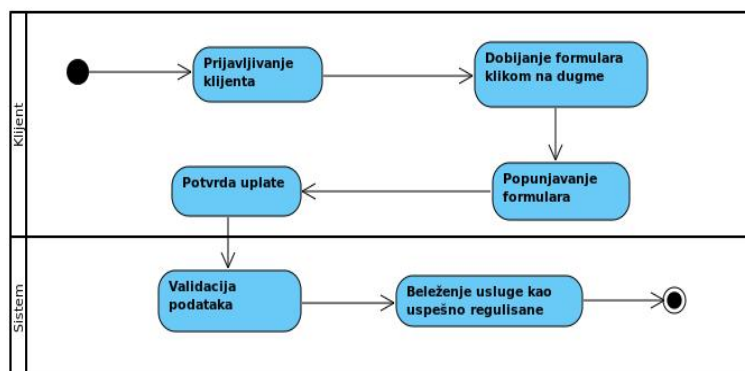 Klijent
Prijavljivanje
klijenta
Dobijanje formulara
klikom na dugme
Popunjavanje
formulara
Potvrda uplate
Sistem
Validacija
podataka
Beleženje usluge kao
uspešno regulisane